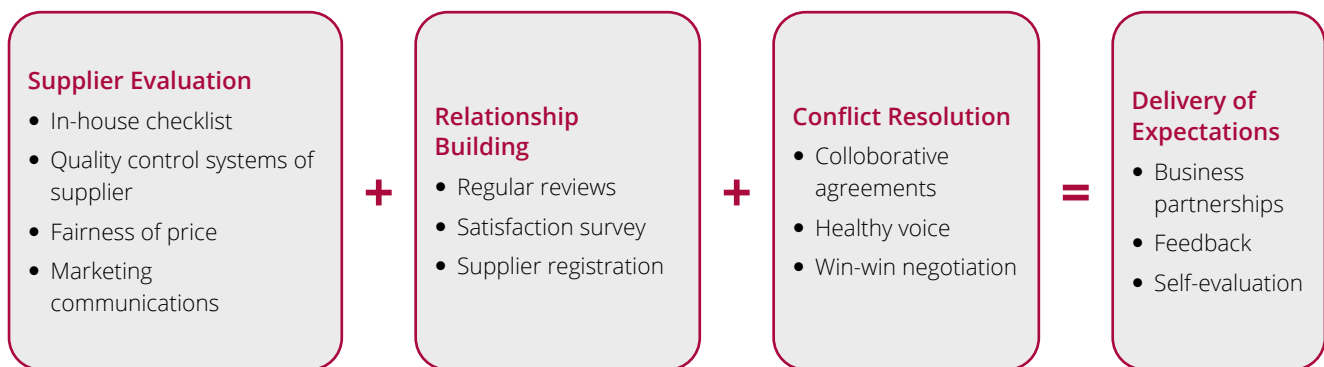 Supplier Evaluation
• In-house checklist
• Quality control systems of
supplier
• Fairness of price
• Marketing
communications
+
Relationship
Building
• Regular reviews
• Satisfaction survey
• Supplier registration
+
Conflict Resolution
• Colloborative
agreements
• Healthy voice
• Win-win negotiation
=
Delivery of
Expectations
• Business
partnerships
• Feedback
• Self-evaluation